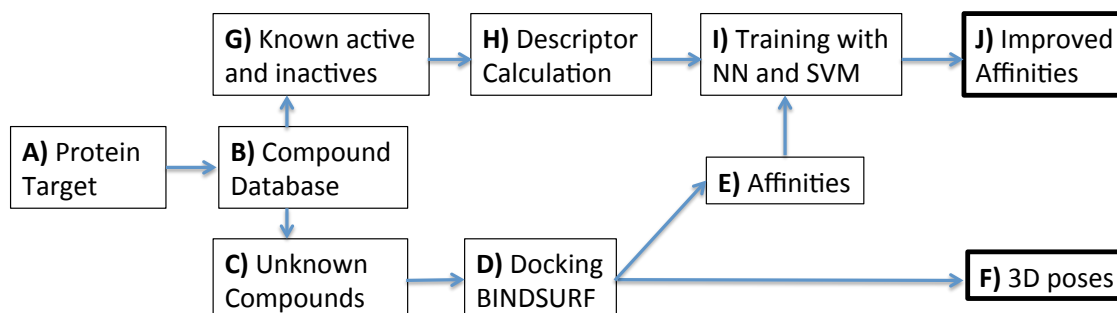 G) Known active
and inactives
H) Descriptor
Calculation
I) Training with
NN and SVM
J) Improved
Affinities
A) Protein
Target
B) Compound
Database
E) Affinities
C) Unknown
Compounds
D) Docking
BINDSURF
F) 3D poses